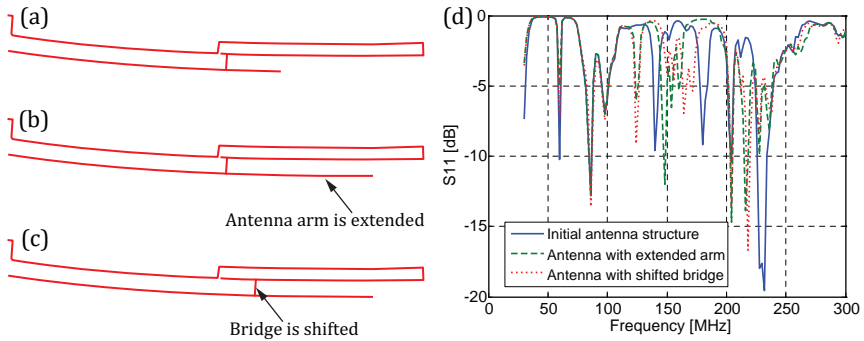 (a)
(b)
Antenna arm is extended
(c)
Bridge is shifted
(d)
0
-5
-10
-15
-20
S11 [dB]
Initial antenna structure
Antenna with extended arm
Antenna with shifted bridge
0 50 100 150 200 250 300
Frequency [MHz]